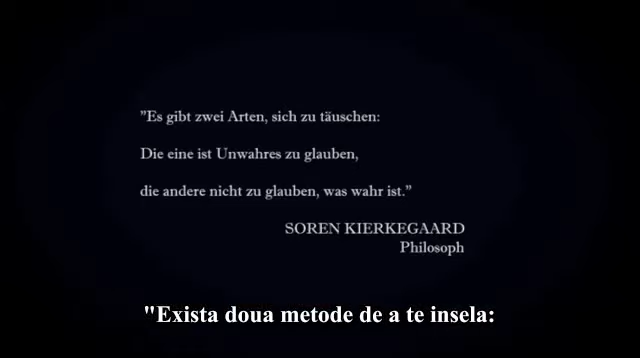 ”Es gibt zwei Arten, sich zu täuschen:
Die eine ist Unwahres zu glauben,
die andere nicht zu glauben, was wahr ist.”
SOREN KIERKEGAARD
Philosoph
"Exista doua metode de a te insela: